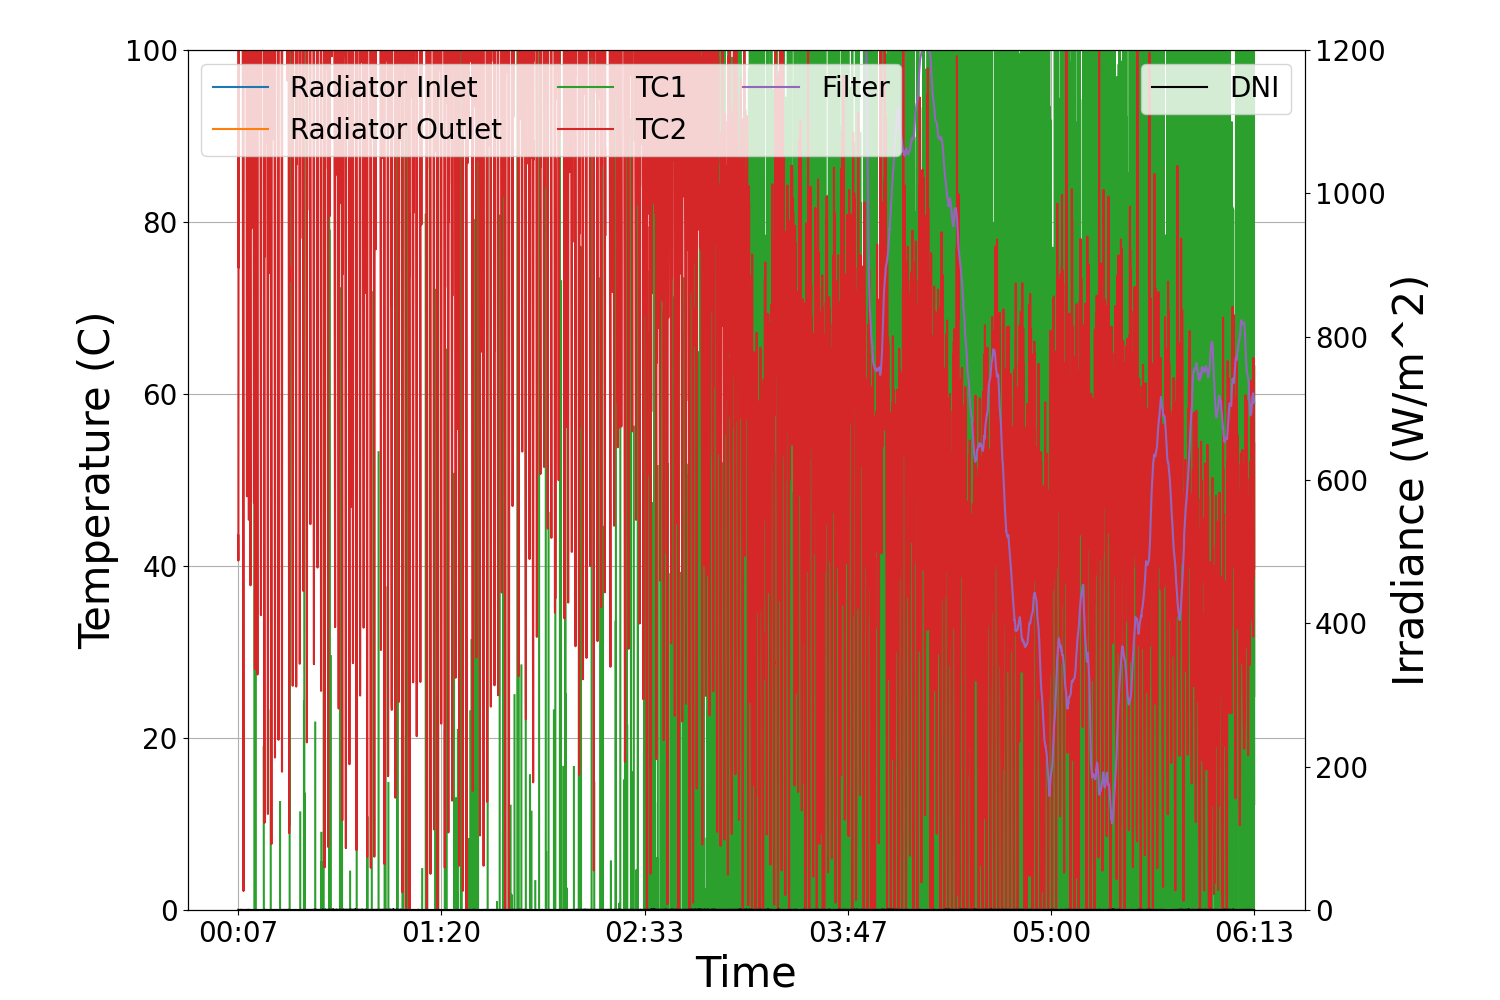 100
80
60
40
20
0
Temperature (C)
Radiator Inlet
Radiator Outlet
TC1
TC2
Filter
DNI
1200
1000
800
600
400
200
0
Irradiance (W/m^2)
00:07
01:20
02:33
03:47
05:00
06:13
Time